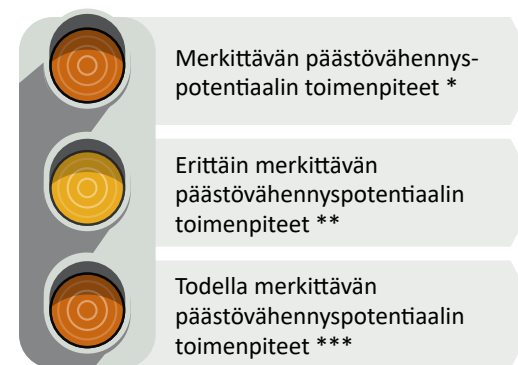 Merkittävän päästövähennys-
potentiaalin toimenpiteet *
Erittäin merkittävän
päästövähennyspotentiaalin
toimenpiteet **
Todella merkittävän
päästövähennyspotentiaalin
toimenpiteet ***